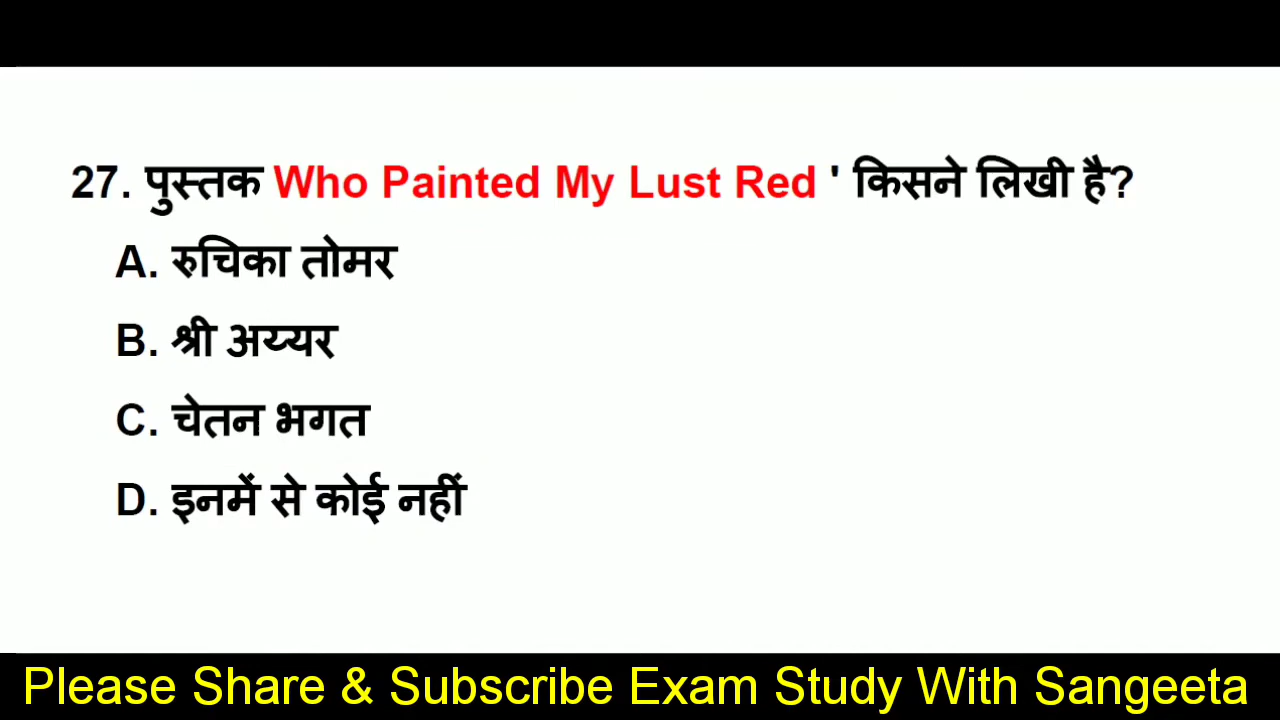 27. पुस्तक Who Painted My Lust Red ' किसने लिखी है?
A. रुचिका तोमर
B. श्री अय्यर
C. चेतन भगत
D. इनमें से कोई नहीं
Please Share & Subscribe Exam Study With Sangeeta